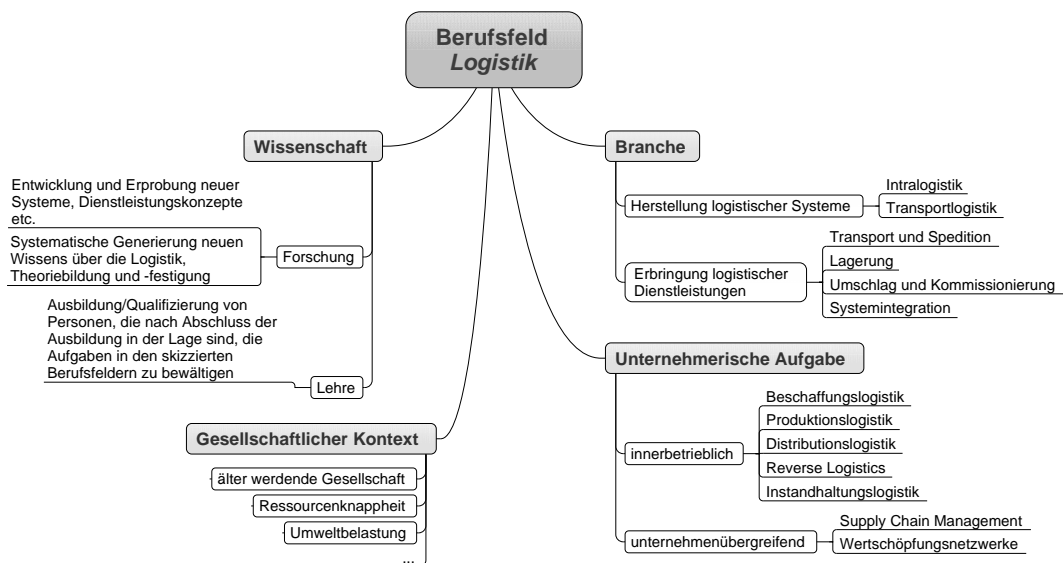 Berufsfeld
Logistik
Wissenschaft
Entwicklung und Erprobung neuer
Systeme, Dienstleistungskonzepte
etc.
Systematische Generierung neuen
Wissens über die Logistik,
Theoriebildung und -festigung
Forschung
Ausbildung/Qualifizierung von
Personen, die nach Abschluss der
Ausbildung in der Lage sind, die
Aufgaben in den skizzierten
Berufsfeldern zu bewältigen
Lehre
Gesellschaftlicher Kontext
älter werdende Gesellschaft
Ressourcenknappheit
Umweltbelastung
...
Branche
Herstellung logistischer Systeme
Intralogistik
Transportlogistik
Erbringung logistischer
Dienstleistungen
Transport und Spedition
Lagerung
Umschlag und Kommissionierung
Systemintegration
Unternehmerische Aufgabe
innerbetrieblich
Beschaffungslogistik
Produktionslogistik
Distributionslogistik
Reverse Logistics
Instandhaltungslogistik
unternehmenübergreifend
Supply Chain Management
Wertschöpfungsnetzwerke